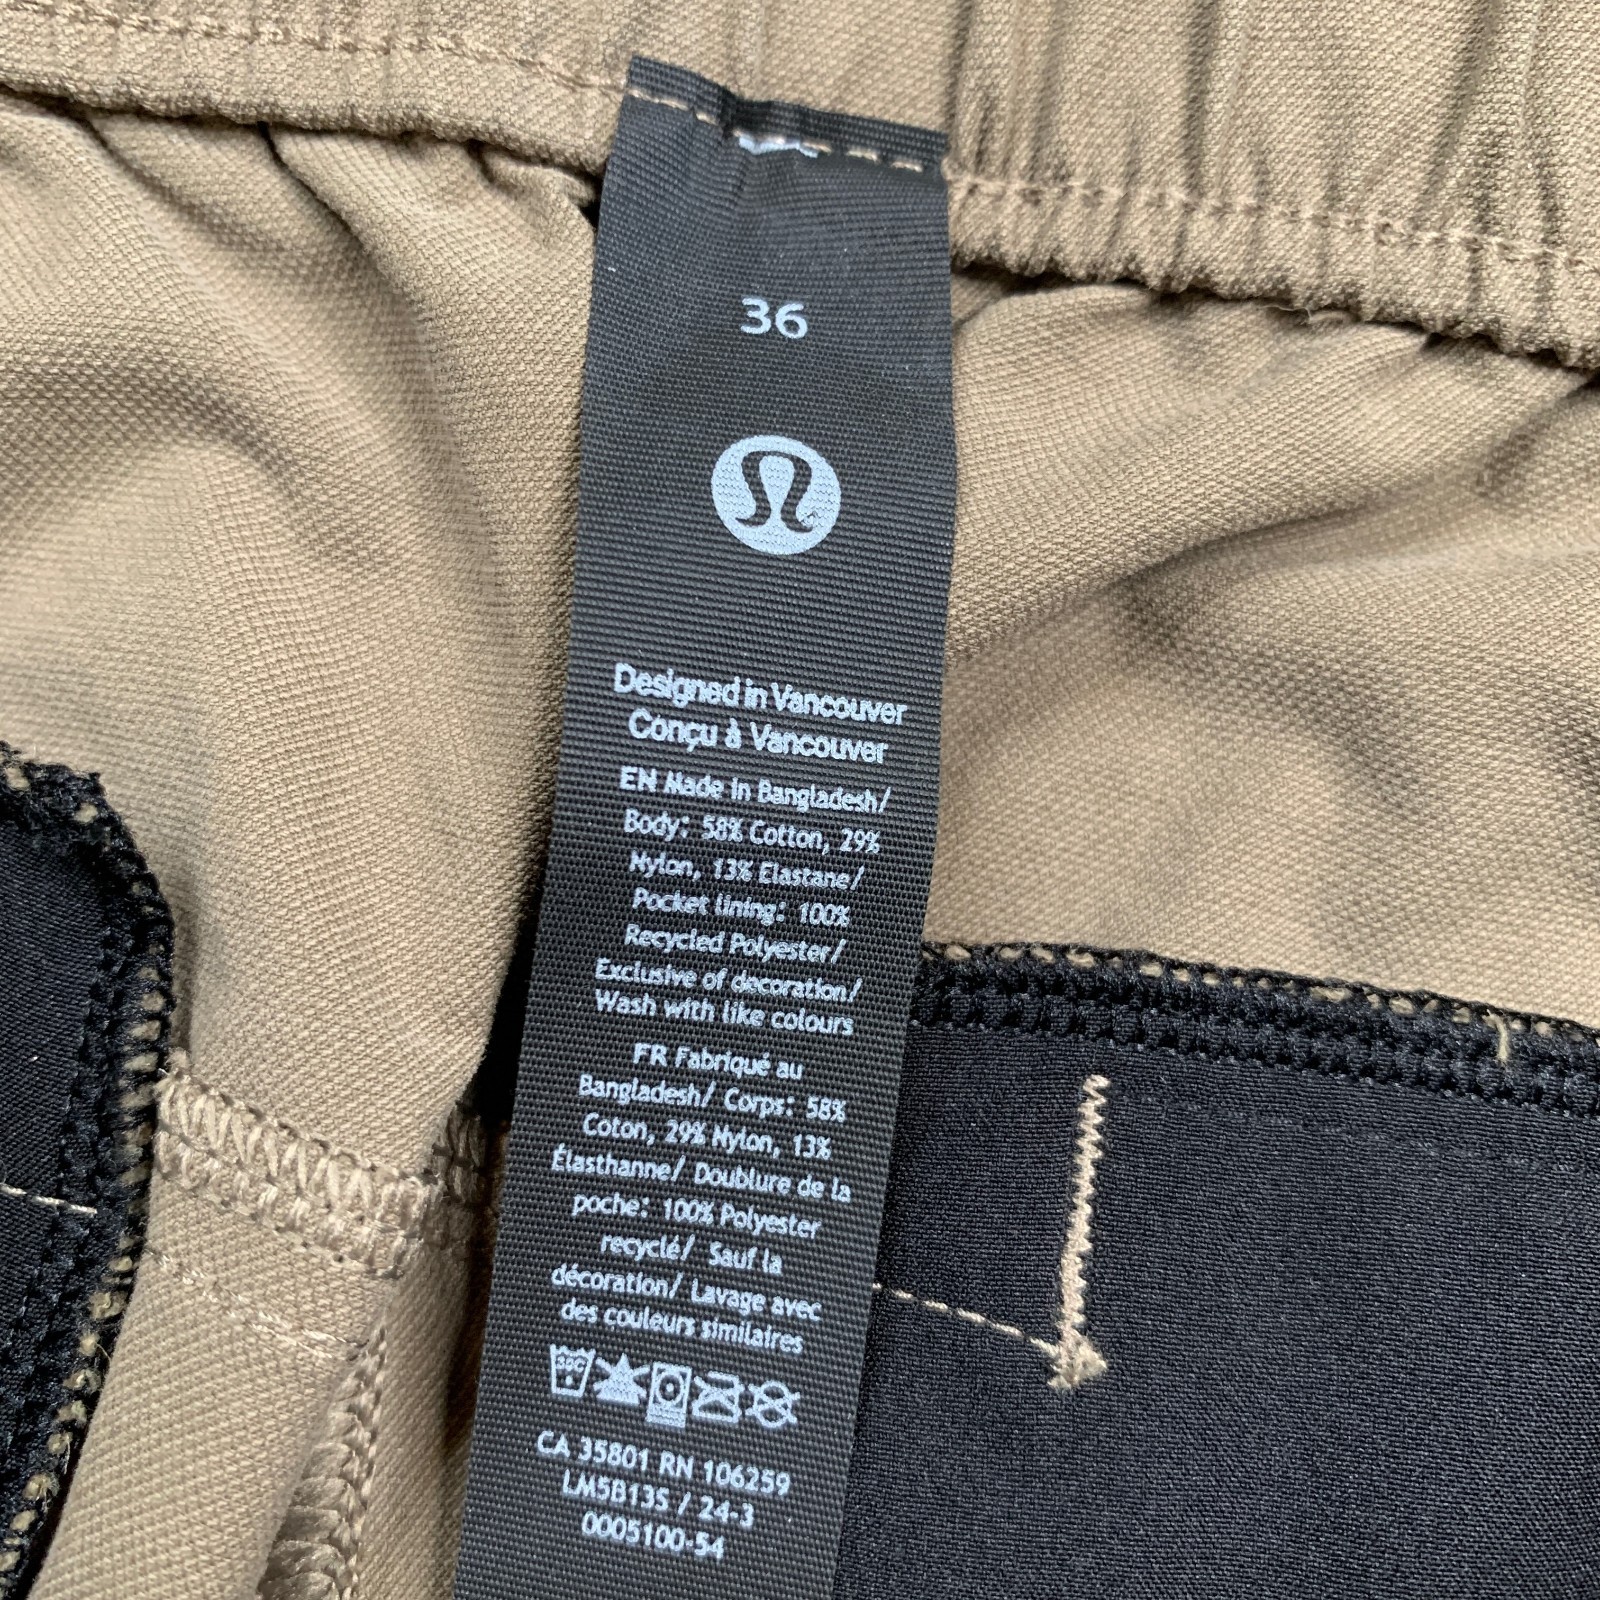 36
Designed in Vancouver
Conçu à Vancouver
EN Made in Bangladesh/
Body: 58% Cotton, 29%
Nylon, 13% Elastane/
Pocket lining: 100%
Recycled Polyester/
Exclusive of decoration/
Wash with like colours
FR Fabriqué au
Bangladesh/ Corps: 58%
Coton, 29% Nylon, 13%
Élasthanne/ Doublure de la
poche: 100% Polyester
recyclé/ Sauf la
décoration/ Lavage avec
des couleurs similaires
30C
CA 35801 RN 106259
LM5B13S / 24-3
0005100-54